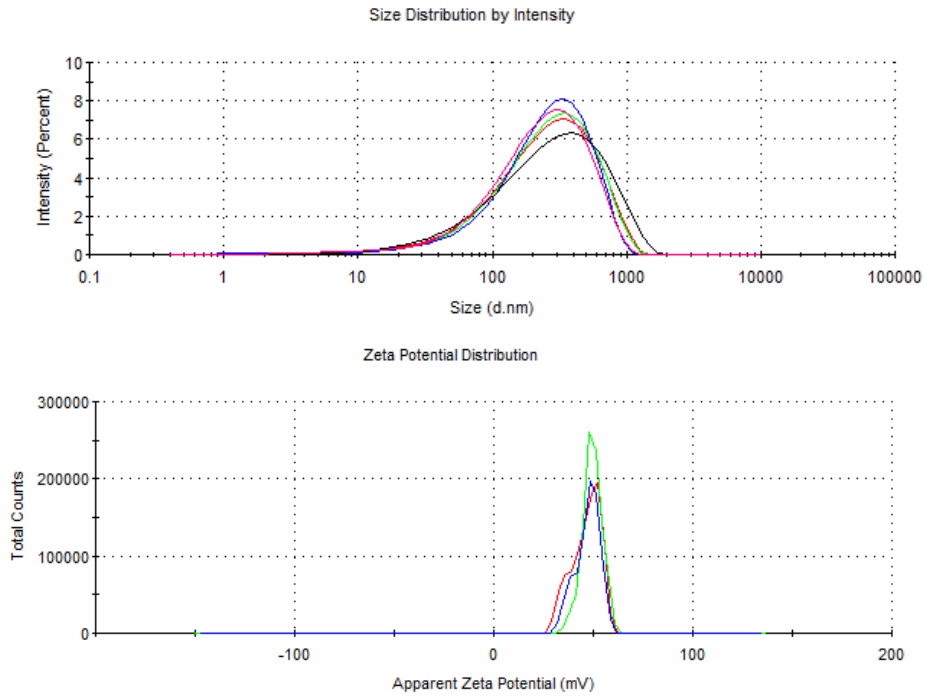 Size Distribution by Intensity
Intensity (Percent)
10
8
6
4
2
0
0.1 1 10 100 1000 10000 100000
Size (d.nm)
Zeta Potential Distribution
Total Counts
300000
200000
100000
0
-100 0 100 200
Apparent Zeta Potential (mV)